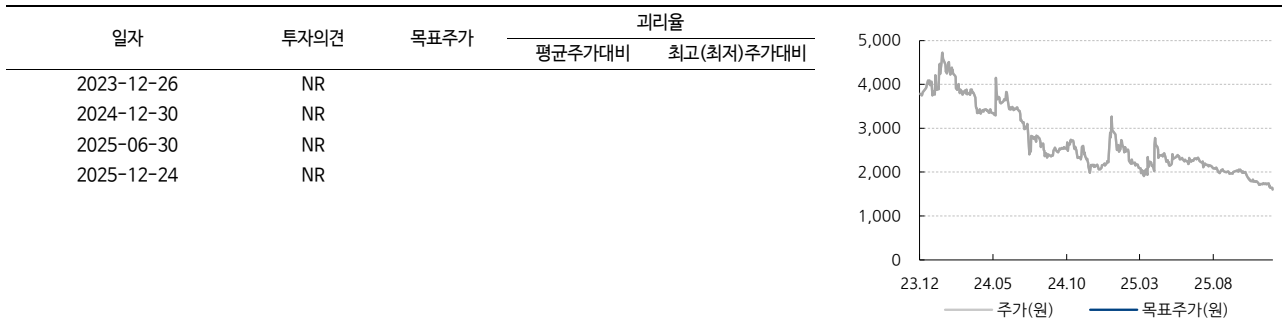 일자 투자의견 목표주가 괴리율
평균주가대비 최고(최저)주가대비
2023-12-26 NR
2024-12-30 NR
2025-06-30 NR
2025-12-24 NR
5,000
4,000
3,000
2,000
1,000
0
23.12 24.05 24.10 25.03 25.08
주가(원) 목표주가(원)